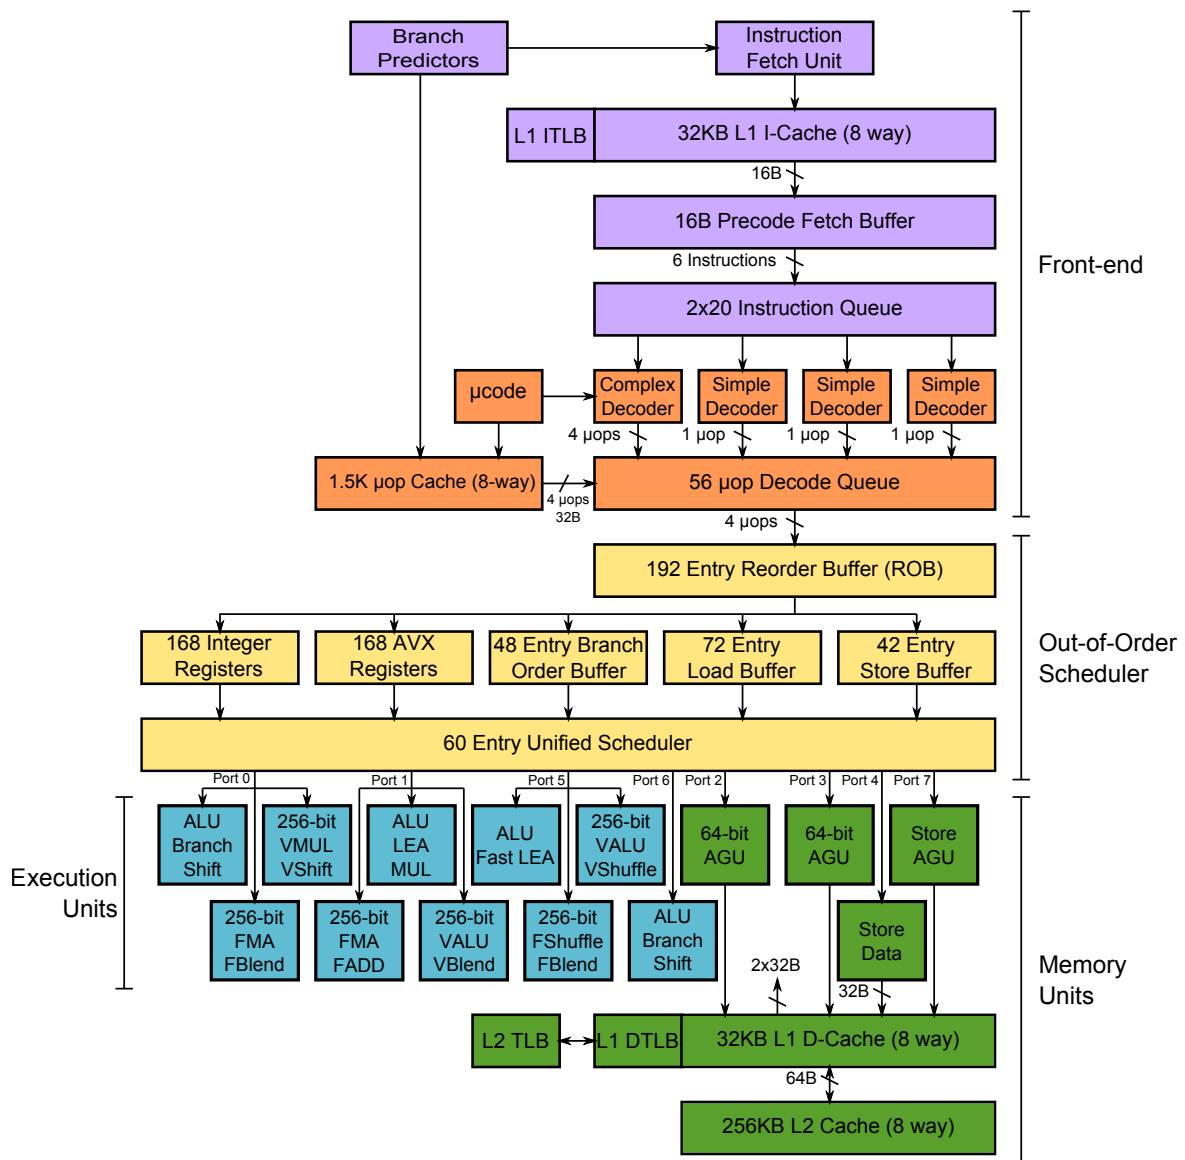 Branch
Predictors
Instruction
Fetch Unit
L1 ITLB
32KB L1 I-Cache (8 way)
16B
16B Precode Fetch Buffer
6 Instructions
Front-end
2x20 Instruction Queue
µcode
Complex
Decoder
Simple
Decoder
Simple
Decoder
Simple
Decoder
4 µops
1 µop
1 µop
1 µop
1.5K µop Cache (8-way)
4 µops
32B
56 µop Decode Queue
4 µops
192 Entry Reorder Buffer (ROB)
168 Integer
Registers
168 AVX
Registers
48 Entry Branch
Order Buffer
72 Entry
Load Buffer
42 Entry
Store Buffer
Out-of-Order
Scheduler
60 Entry Unified Scheduler
Port 0
Port 1
Port 5
Port 6
Port 2
Port 3
Port 4
Port 7
Execution
Units
ALU
Branch
Shift
256-bit
VMUL
VShift
ALU
LEA
MUL
ALU
Fast LEA
256-bit
VALU
VShuffle
64-bit
AGU
64-bit
AGU
Store
AGU
256-bit
FMA
FBlend
256-bit
FMA
FADD
256-bit
VALU
VBlend
256-bit
FShuffle
FBlend
ALU
Branch
Shift
Store
Data
2x32B
32B
Memory
Units
L2 TLB
L1 DTLB
32KB L1 D-Cache (8 way)
64B
256KB L2 Cache (8 way)